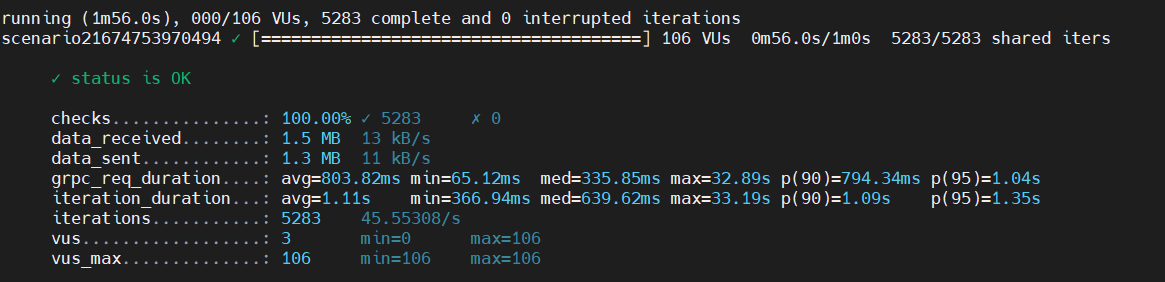 running (1m56.0s), 000/106 VUs, 5283 complete and 0 interrupted iterations
scenario21674753970494 ✓ [======================================] 106 VUs  0m56.0s/1m0s  5283/5283 shared iters
✓ status is OK
checks...............: 100.00% ✓ 5283     ✗ 0
data_received........: 1.5 MB  13 kB/s
data_sent............: 1.3 MB  11 kB/s
grpc_req_duration....: avg=803.82ms min=65.12ms  med=335.85ms max=32.89s p(90)=794.34ms p(95)=1.04s
iteration_duration...: avg=1.11s    min=366.94ms med=639.62ms max=33.19s p(90)=1.09s    p(95)=1.35s
iterations...........: 5283    45.55308/s
vus..................: 3       min=0      max=106
vus_max..............: 106     min=106    max=106